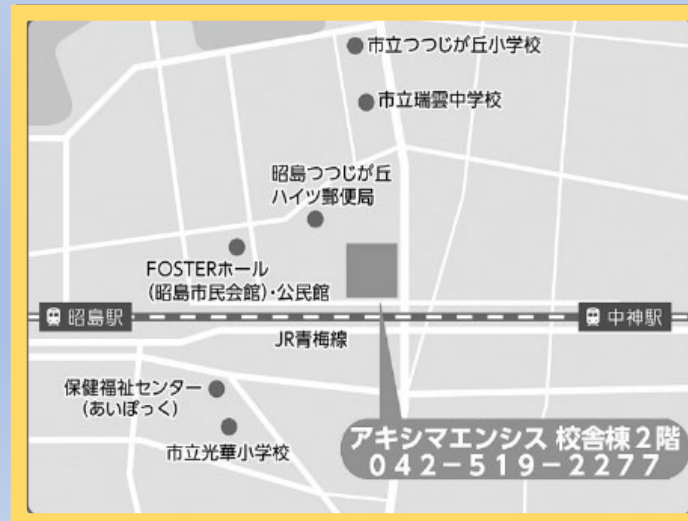 市立つつじが丘小学校
市立瑞雲中学校
昭島つつじが丘
ハイツ郵便局
FOSTERホール
(昭島市民会館)・公民館
昭島駅
中神駅
JR青梅線
保健福祉センター
(あいぽっく)
市立光華小学校
アキシマエンシス 校舎棟2階
042-519-2277